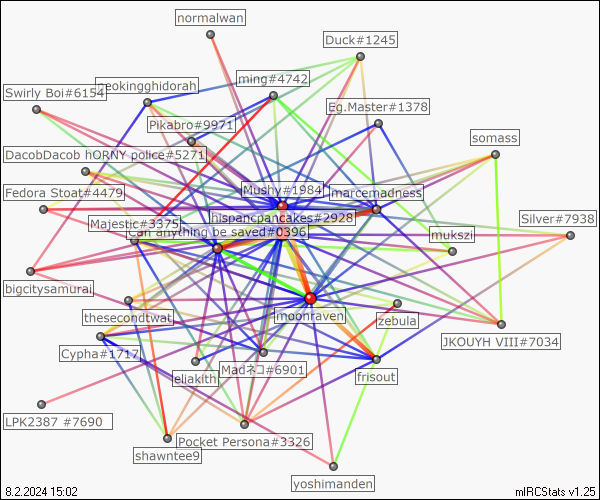 normalwan
Duck#1245
ming#4742
neokingghidorah
Swirly Boi#6154
Eg.Master#1378
Pikabro#9971
somass
DacobDacob hORNY police#5271
Mushy#1984
marcemadness
Fedora Stoat#4479
hispancpancakes#2928
Silver#7938
Majestic#3375
Can anything be saved#0396
mukszi
bigcitysamurai
thesecondtwat
moonraven
zebula
JKOUYH VIII#7034
Cypha#1717
Madネコ#6901
eliakith
frisout
LPK2387 #7690
Pocket Persona#3326
shawntee9
yoshimanden
8.2.2024 15:02
mIRCStats v1.25